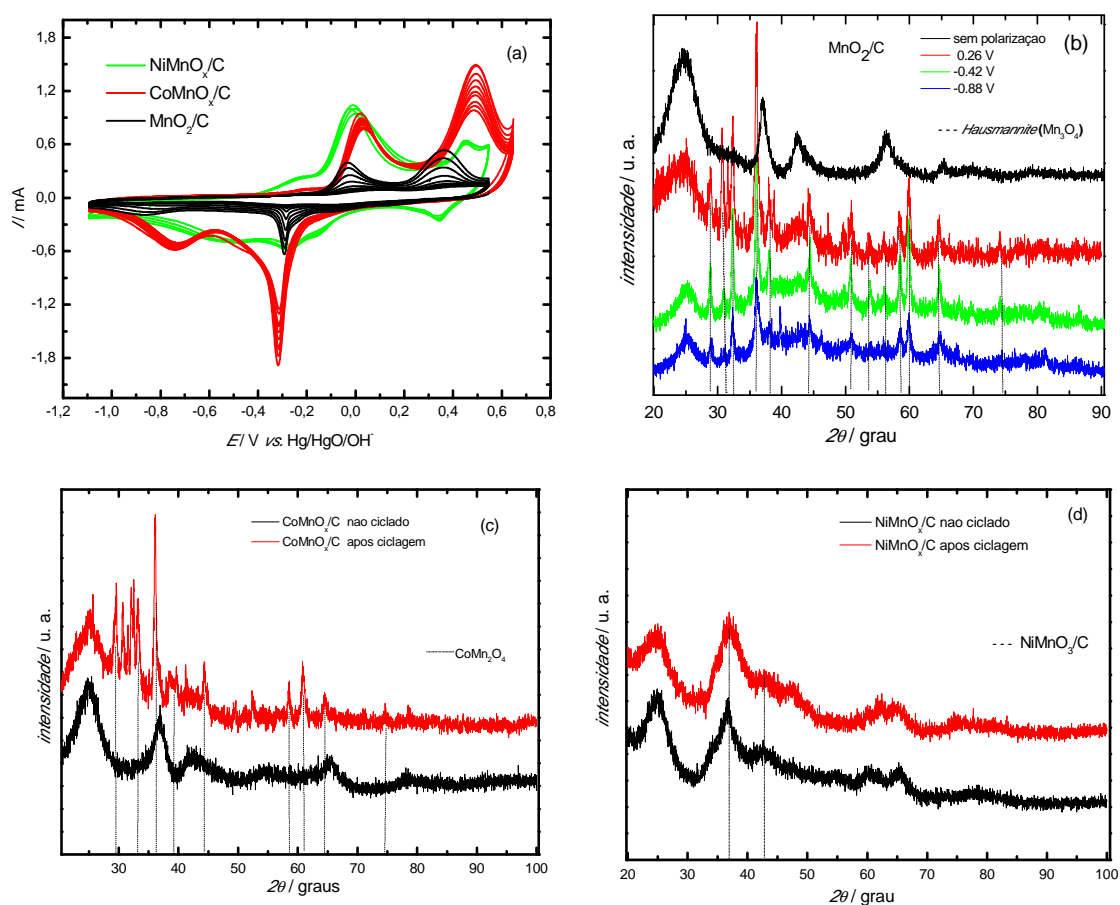 (a)
1,8
1,2
0,6
0,0
-0,6
-1,2
-1,8
I/ mA
NiMnOx/C
CoMnOx/C
MnO2/C
-1,2 -1,0 -0,8 -0,6 -0,4 -0,2 0,0 0,2 0,4 0,6 0,8
E/ V vs. Hg/HgO/OH-
(b)
MnO2/C
sem polarizaçao
0.26 V
-0.42 V
-0.88 V
Hausmannite (Mn3O4)
intensidade/ u. a.
20 30 40 50 60 70 80 90
2θ / grau
(c)
CoMnOx/C nao ciclado
CoMnOx/C apos ciclagem
CoMn2O4
intensidade/ u. a.
30 40 50 60 70 80 90 100
2θ / graus
(d)
NiMnOx/C nao ciclado
NiMnOx/C apos ciclagem
NiMnO3/C
intensidade/ u. a.
20 30 40 50 60 70 80 90 100
2θ / grau